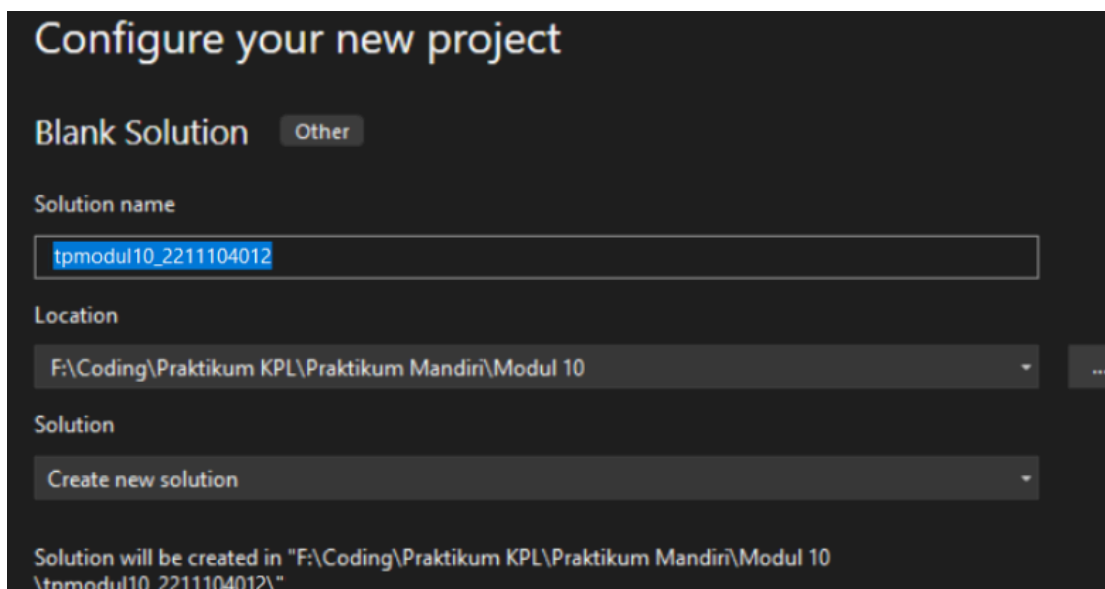 Configure your new project
Blank Solution Other
Solution name
tpmodul10_2211104012
Location
F:\Coding\Praktikum KPL\Praktikum Mandiri\Modul 10
...
Solution
Create new solution
Solution will be created in "F:\Coding\Praktikum KPL\Praktikum Mandiri\Modul 10
\tpmodul10_2211104012\"